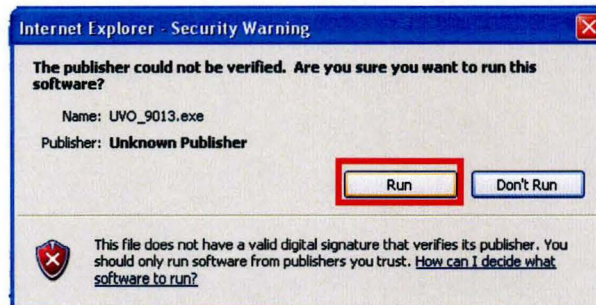 Internet Explorer - Security Warning
The publisher could not be verified. Are you sure you want to run this
software?
Name: UVO_9013.exe
Publisher: Unknown Publisher
Run
Don't Run
This file does not have a valid digital signature that verifies its publisher. You
should only run software from publishers you trust. How can I decide what
software to run?